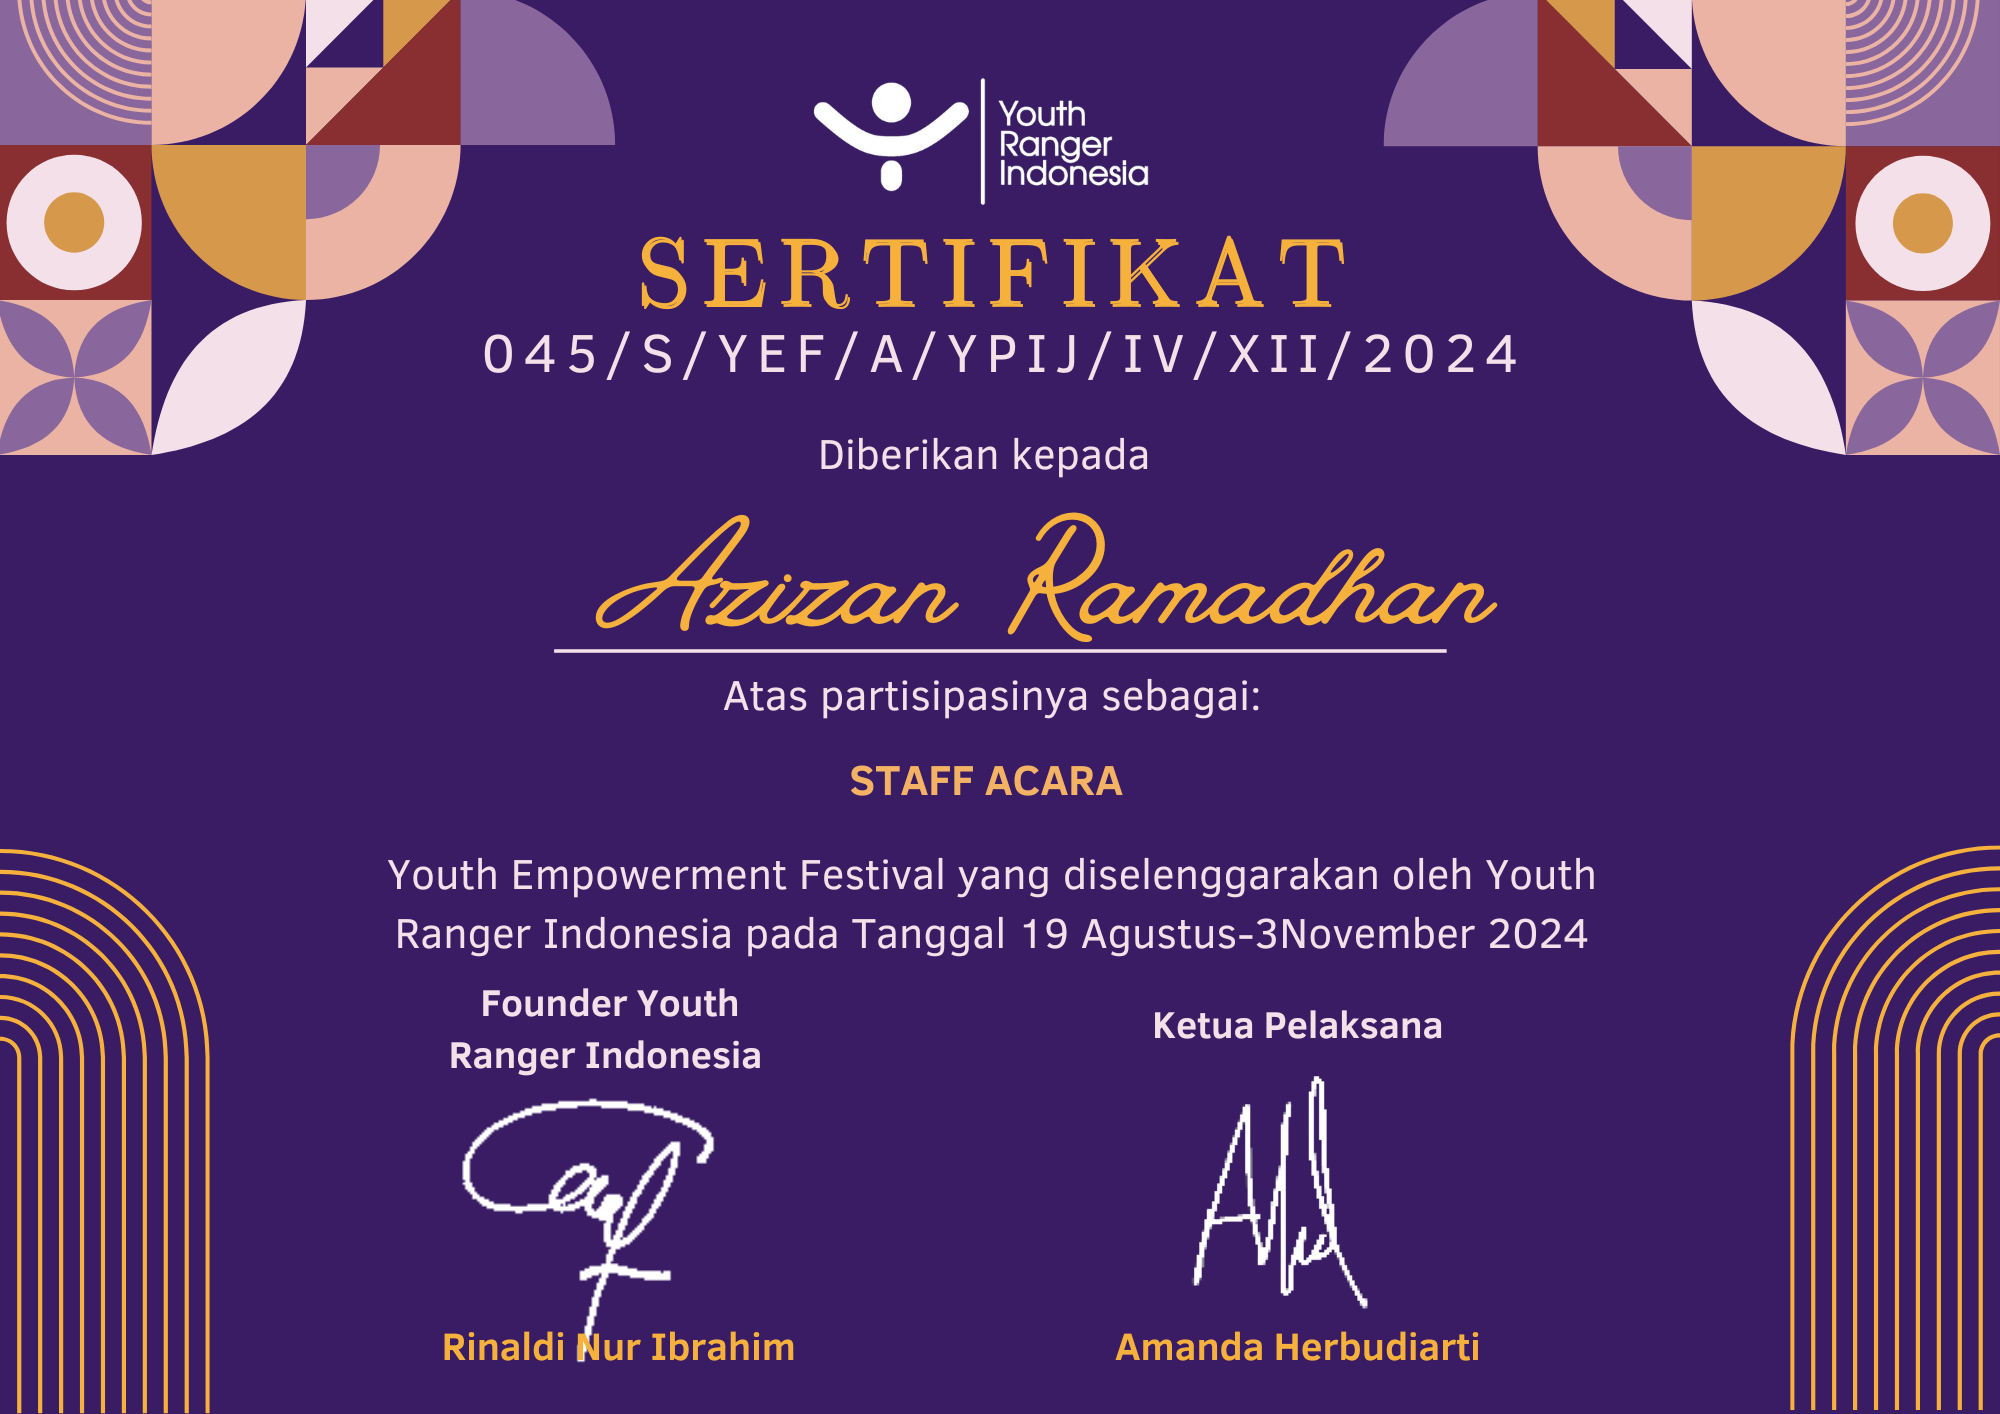 Youth
Ranger
Indonesia
SERTIFIKAT
045/S/YEF/A/YPIJ/IV/XII/2024
Diberikan kepada
Azizan Ramadhan
Atas partisipasinya sebagai:
STAFF ACARA
Youth Empowerment Festival yang diselenggarakan oleh Youth
Ranger Indonesia pada Tanggal 19 Agustus-3November 2024
Founder Youth
Ranger Indonesia
Ketua Pelaksana
Rinaldi Nur Ibrahim
Amanda Herbudiarti